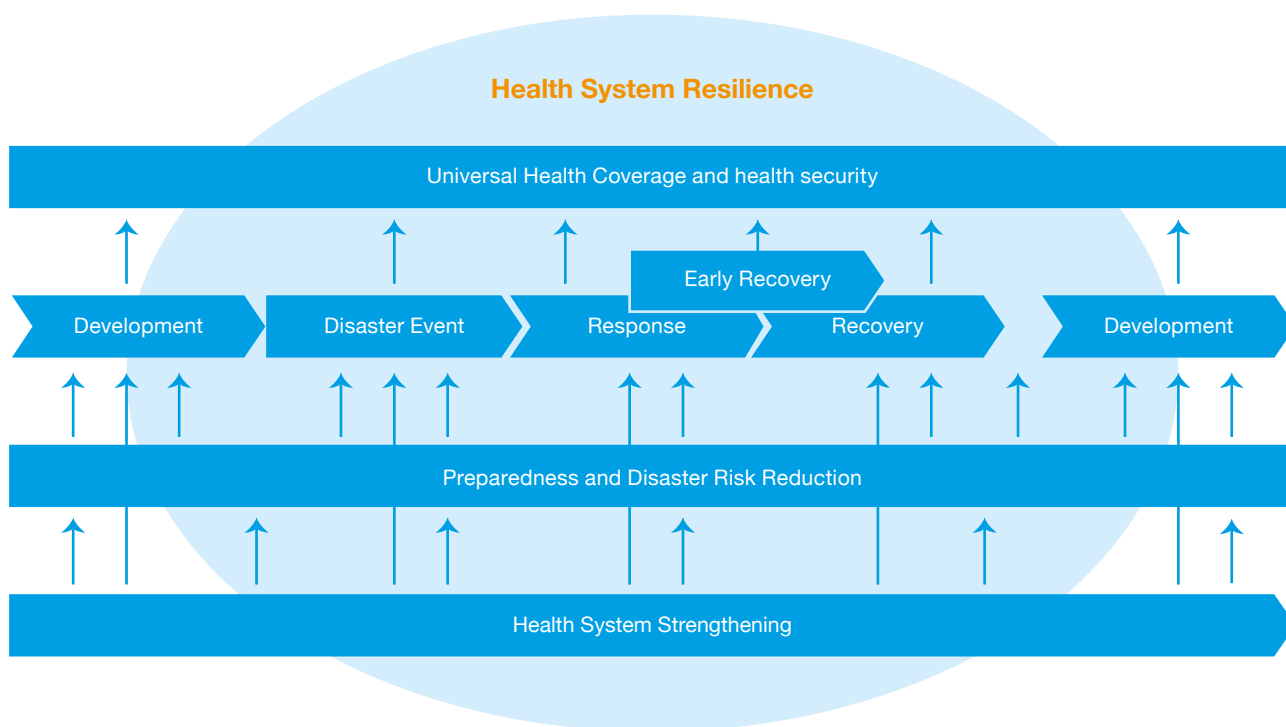 Health System Resilience
Universal Health Coverage and health security
Early Recovery
Development
Disaster Event
Response
Recovery
Development
Preparedness and Disaster Risk Reduction
Health System Strengthening